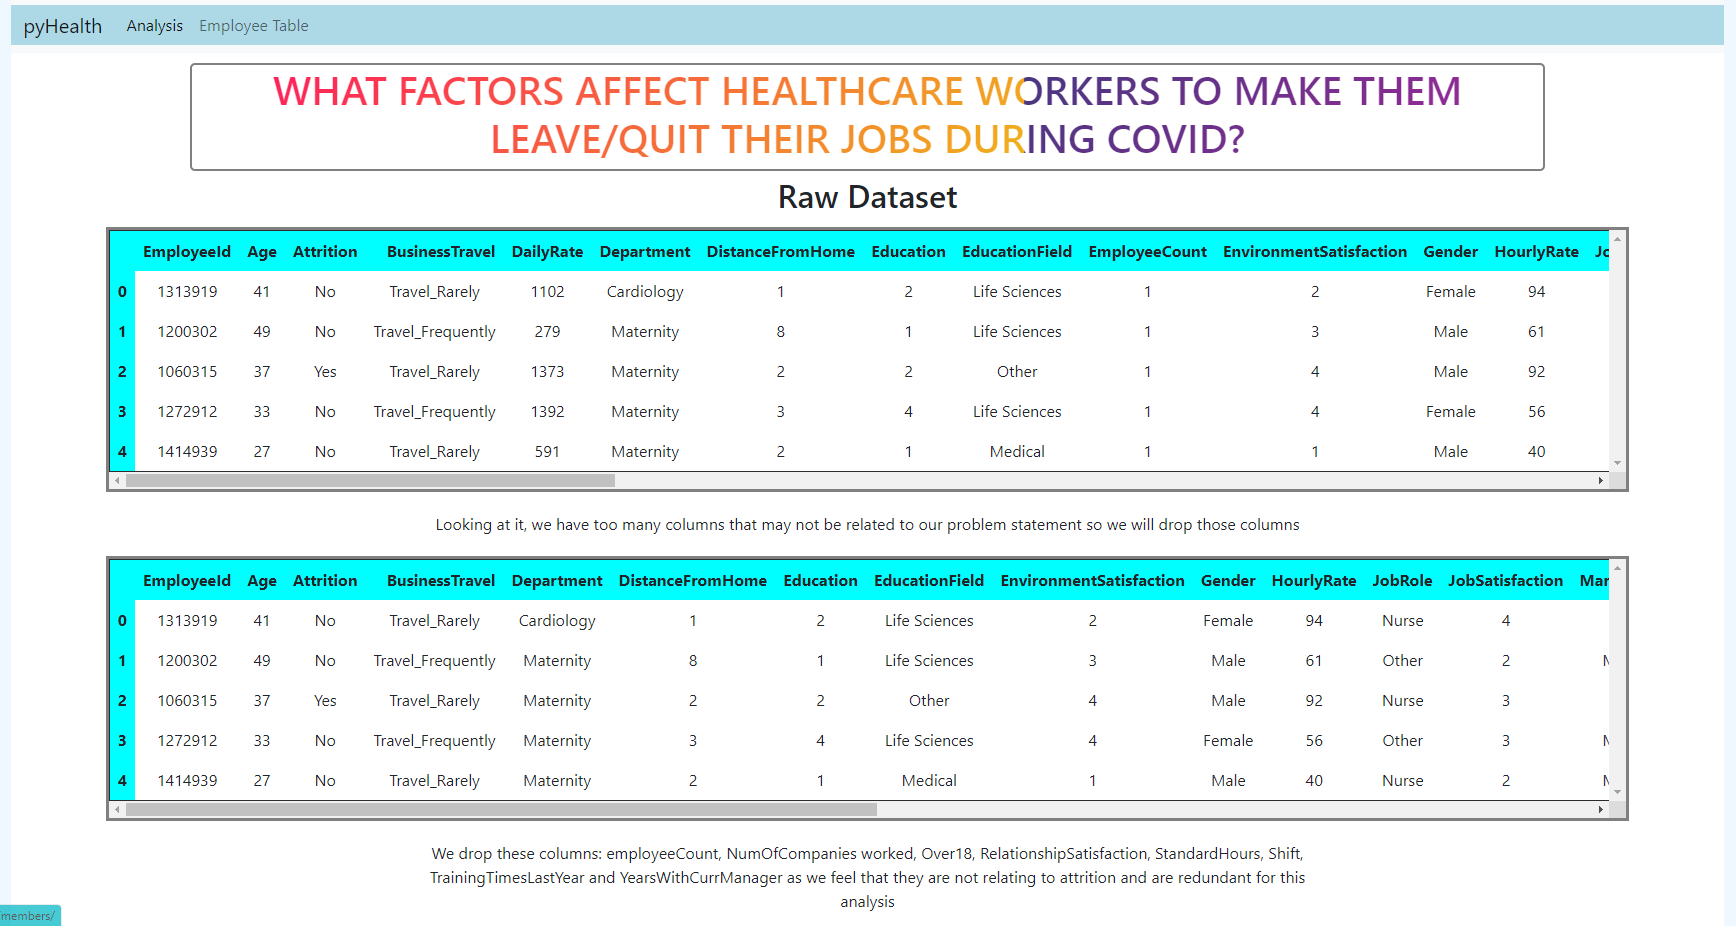 pyHealth Analysis Employee Table
WHAT FACTORS AFFECT HEALTHCARE WORKERS TO MAKE THEM
LEAVE/QUIT THEIR JOBS DURING COVID?
Raw Dataset
EmployeeId Age Attrition BusinessTravel DailyRate Department DistanceFromHome Education EducationField EmployeeCount EnvironmentSatisfaction Gender HourlyRate Jo
0 1313919 41 No Travel_Rarely 1102 Cardiology 1 2 Life Sciences 1 2 Female 94
1 1200302 49 No Travel_Frequently 279 Maternity 8 1 Life Sciences 1 3 Male 61
2 1060315 37 Yes Travel_Rarely 1373 Maternity 2 2 Other 1 4 Male 92
3 1272912 33 No Travel_Frequently 1392 Maternity 3 4 Life Sciences 1 4 Female 56
4 1414939 27 No Travel_Rarely 591 Maternity 2 1 Medical 1 1 Male 40
Looking at it, we have too many columns that may not be related to our problem statement so we will drop those columns
EmployeeId Age Attrition BusinessTravel Department DistanceFromHome Education EducationField EnvironmentSatisfaction Gender HourlyRate JobRole JobSatisfaction Mar
0 1313919 41 No Travel_Rarely Cardiology 1 2 Life Sciences 2 Female 94 Nurse 4
1 1200302 49 No Travel_Frequently Maternity 8 1 Life Sciences 3 Male 61 Other 2
2 1060315 37 Yes Travel_Rarely Maternity 2 2 Other 4 Male 92 Nurse 3
3 1272912 33 No Travel_Frequently Maternity 3 4 Life Sciences 4 Female 56 Other 3
4 1414939 27 No Travel_Rarely Maternity 2 1 Medical 1 Male 40 Nurse 2
We drop these columns: employeeCount, NumOfCompanies worked, Over18, RelationshipSatisfaction, StandardHours, Shift,
TrainingTimesLastYear and YearsWithCurrManager as we feel that they are not relating to attrition and are redundant for this
analysis
/members/